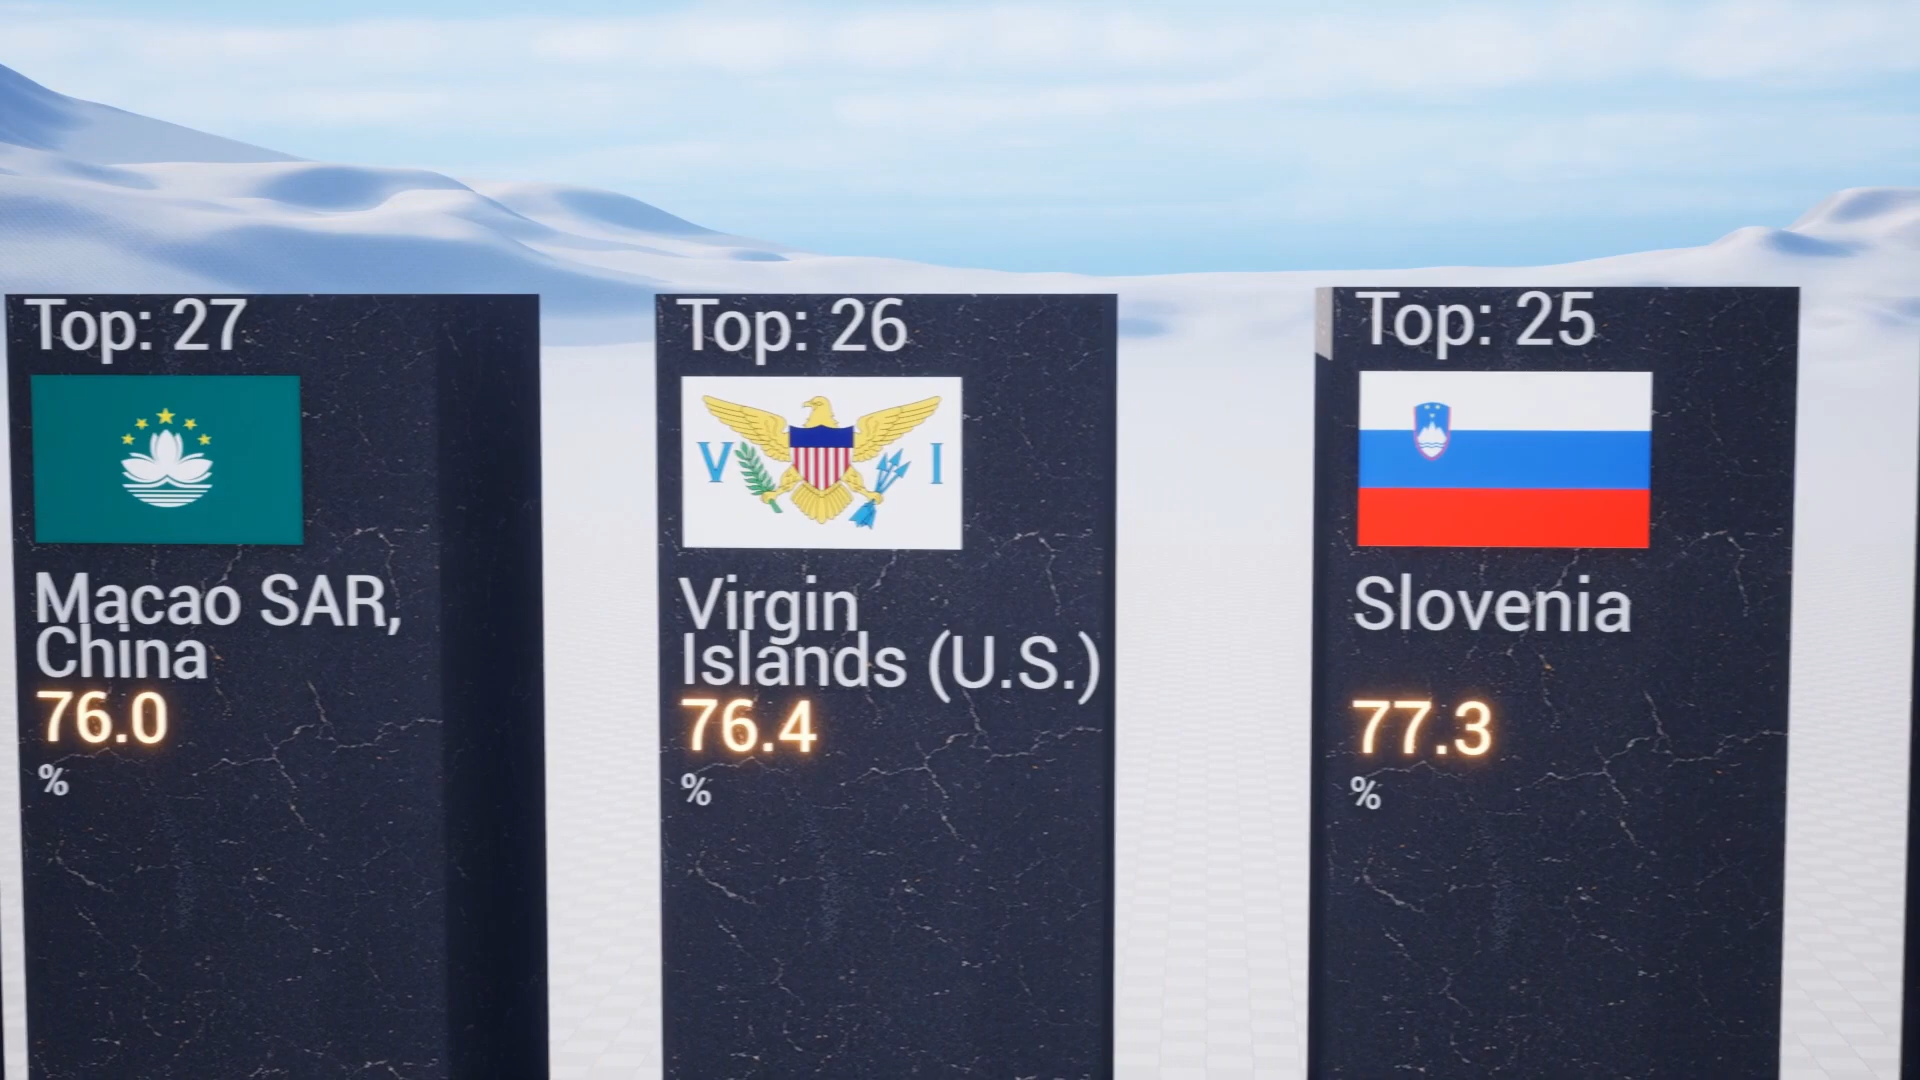 Top: 27
Macao SAR,
China
76.0
%
Top: 26
V I
Virgin
Islands (U.S.)
76.4
%
Top: 25
Slovenia
77.3
%